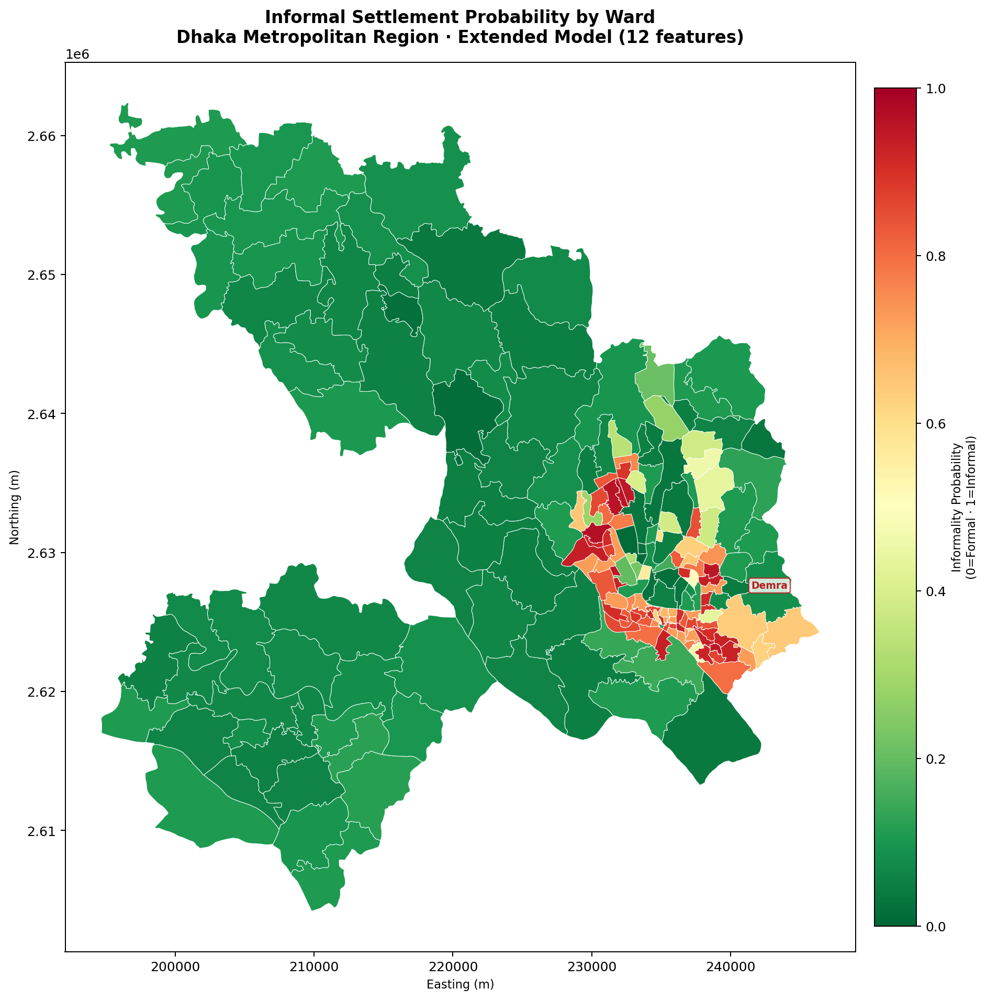 Informal Settlement Probability by Ward
Dhaka Metropolitan Region · Extended Model (12 features)
1e6
2.66
2.65
2.64
2.63
2.62
2.61
Northing (m)
200000
210000
220000
230000
240000
Easting (m)
Demra
1.0
0.8
0.6
0.4
0.2
0.0
Informality Probability
(0=Formal · 1=Informal)